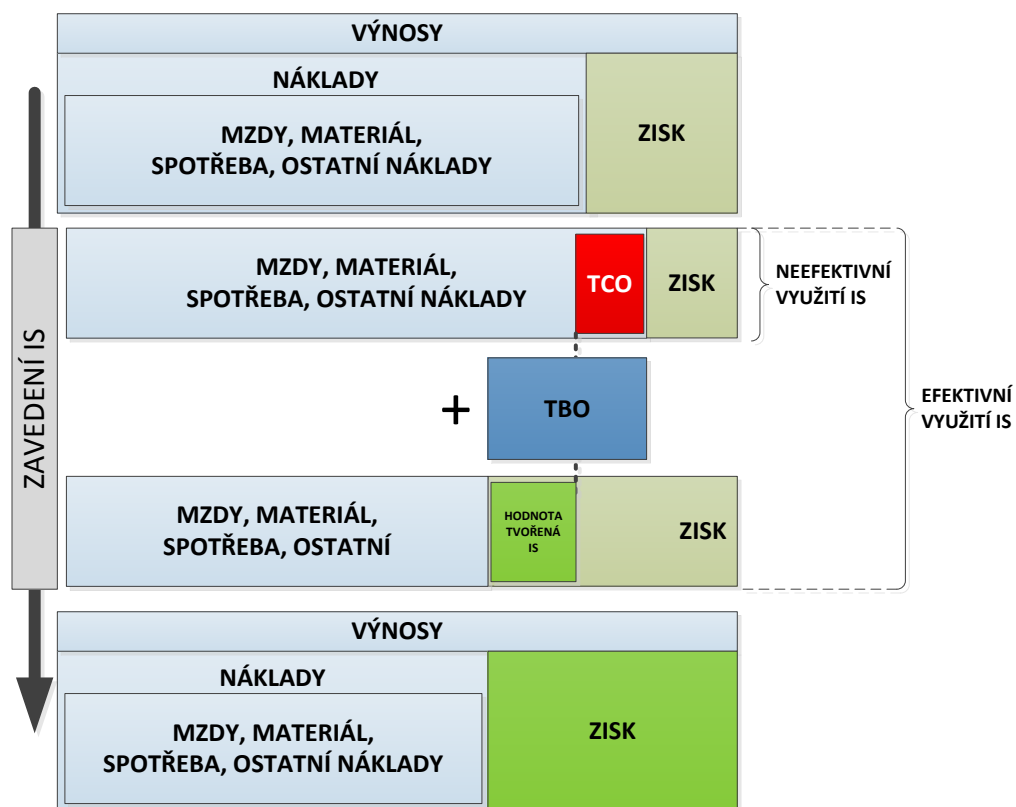 VÝNOSY
NÁKLADY
MZDY, MATERIÁL,
SPOTŘEBA, OSTATNÍ NÁKLADY
ZISK
ZAVEDENÍ IS
MZDY, MATERIÁL,
SPOTŘEBA, OSTATNÍ NÁKLADY
TCO
ZISK
NEEFEKTIVNÍ
VYUŽITÍ IS
+
TBO
EFEKTIVNÍ
VYUŽITÍ IS
MZDY, MATERIÁL,
SPOTŘEBA, OSTATNÍ
HODNOTA
TVOŘENÁ
IS
ZISK
VÝNOSY
NÁKLADY
MZDY, MATERIÁL,
SPOTŘEBA, OSTATNÍ NÁKLADY
ZISK